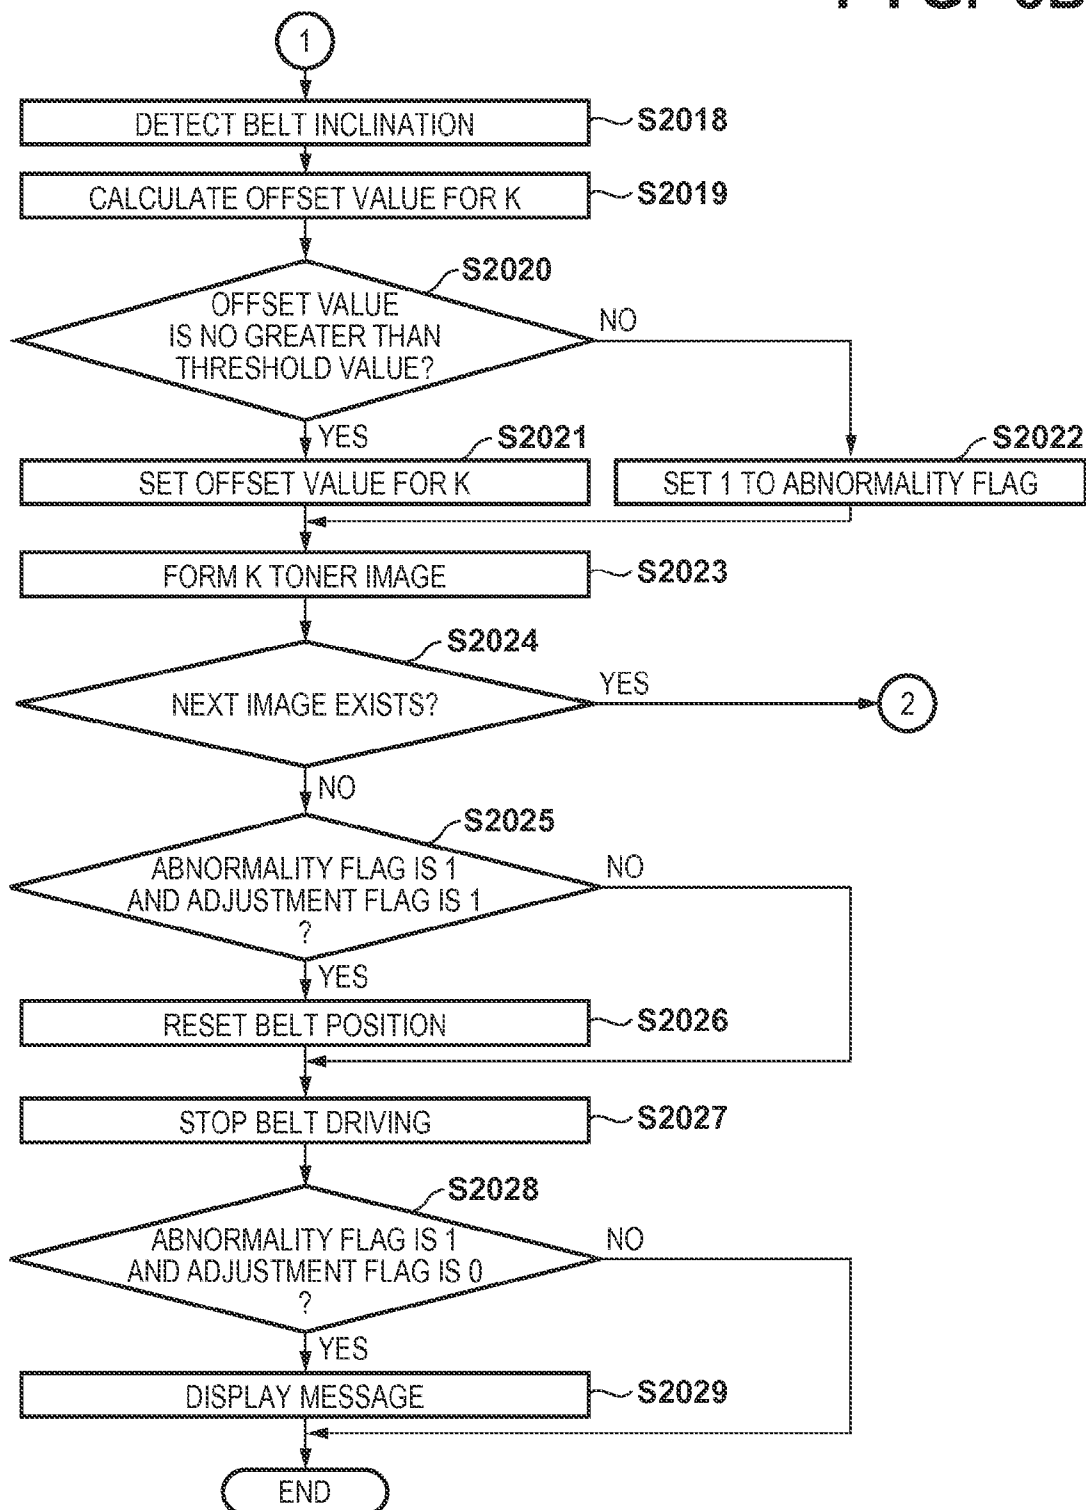 1
DETECT BELT INCLINATION
S2018
CALCULATE OFFSET VALUE FOR K
S2019
S2020
OFFSET VALUE
IS NO GREATER THAN
THRESHOLD VALUE?
NO
YES
S2021
SET OFFSET VALUE FOR K
S2022
SET 1 TO ABNORMALITY FLAG
FORM K TONER IMAGE
S2023
S2024
NEXT IMAGE EXISTS?
YES
2
NO
S2025
ABNORMALITY FLAG IS 1
AND ADJUSTMENT FLAG IS 1
?
NO
YES
RESET BELT POSITION
S2026
STOP BELT DRIVING
S2027
S2028
ABNORMALITY FLAG IS 1
AND ADJUSTMENT FLAG IS 0
?
NO
YES
DISPLAY MESSAGE
S2029
END